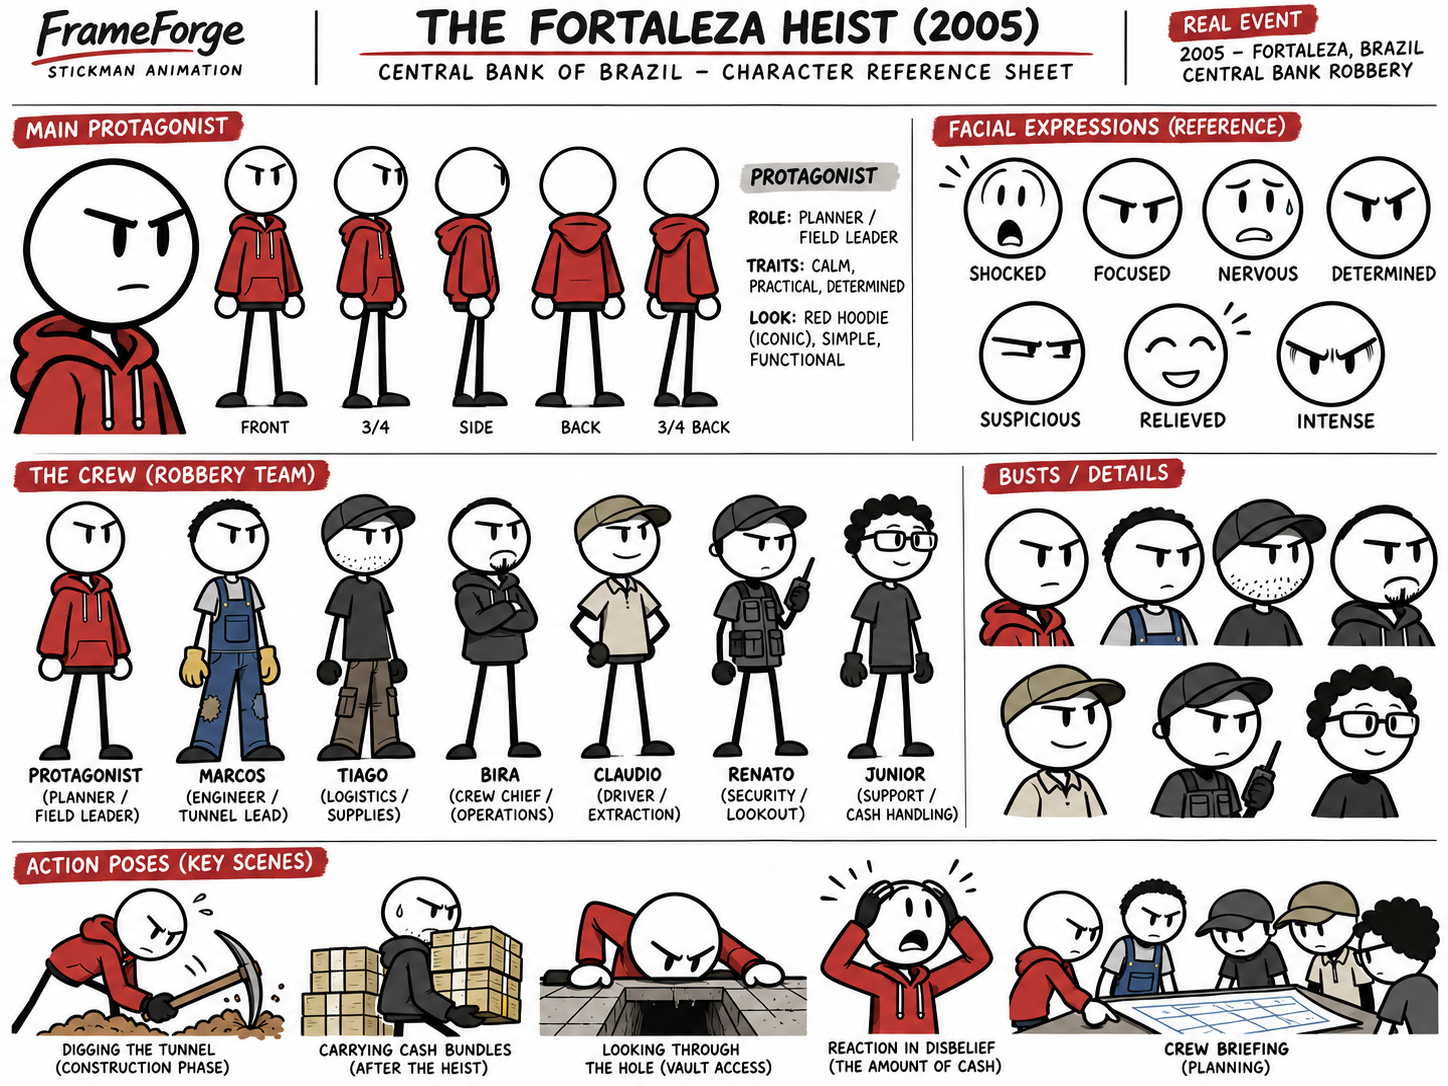 FrameForge
STICKMAN ANIMATION
THE FORTALEZA HEIST (2005)
CENTRAL BANK OF BRAZIL – CHARACTER REFERENCE SHEET
REAL EVENT
2005 – FORTALEZA, BRAZIL
CENTRAL BANK ROBBERY
MAIN PROTAGONIST
FRONT
3/4
SIDE
BACK
3/4 BACK
PROTAGONIST
ROLE: PLANNER /
FIELD LEADER
TRAITS: CALM,
PRACTICAL, DETERMINED
LOOK: RED HOODIE
(ICONIC), SIMPLE,
FUNCTIONAL
FACIAL EXPRESSIONS (REFERENCE)
SHOCKED
FOCUSED
NERVOUS
DETERMINED
SUSPICIOUS
RELIEVED
INTENSE
THE CREW (ROBBERY TEAM)
PROTAGONIST
(PLANNER /
FIELD LEADER)
MARCOS
(ENGINEER /
TUNNEL LEAD)
TIAGO
(LOGISTICS /
SUPPLIES)
BIRA
(CREW CHIEF /
(OPERATIONS)
CLAUDIO
(DRIVER /
EXTRACTION)
RENATO
(SECURITY /
LOOKOUT)
JUNIOR
(SUPPORT /
CASH HANDLING)
BUSTS / DETAILS
ACTION POSES (KEY SCENES)
DIGGING THE TUNNEL
(CONSTRUCTION PHASE)
CARRYING CASH BUNDLES
(AFTER THE HEIST)
LOOKING THROUGH
THE HOLE (VAULT ACCESS)
REACTION IN DISBELIEF
(THE AMOUNT OF CASH)
CREW BRIEFING
(PLANNING)